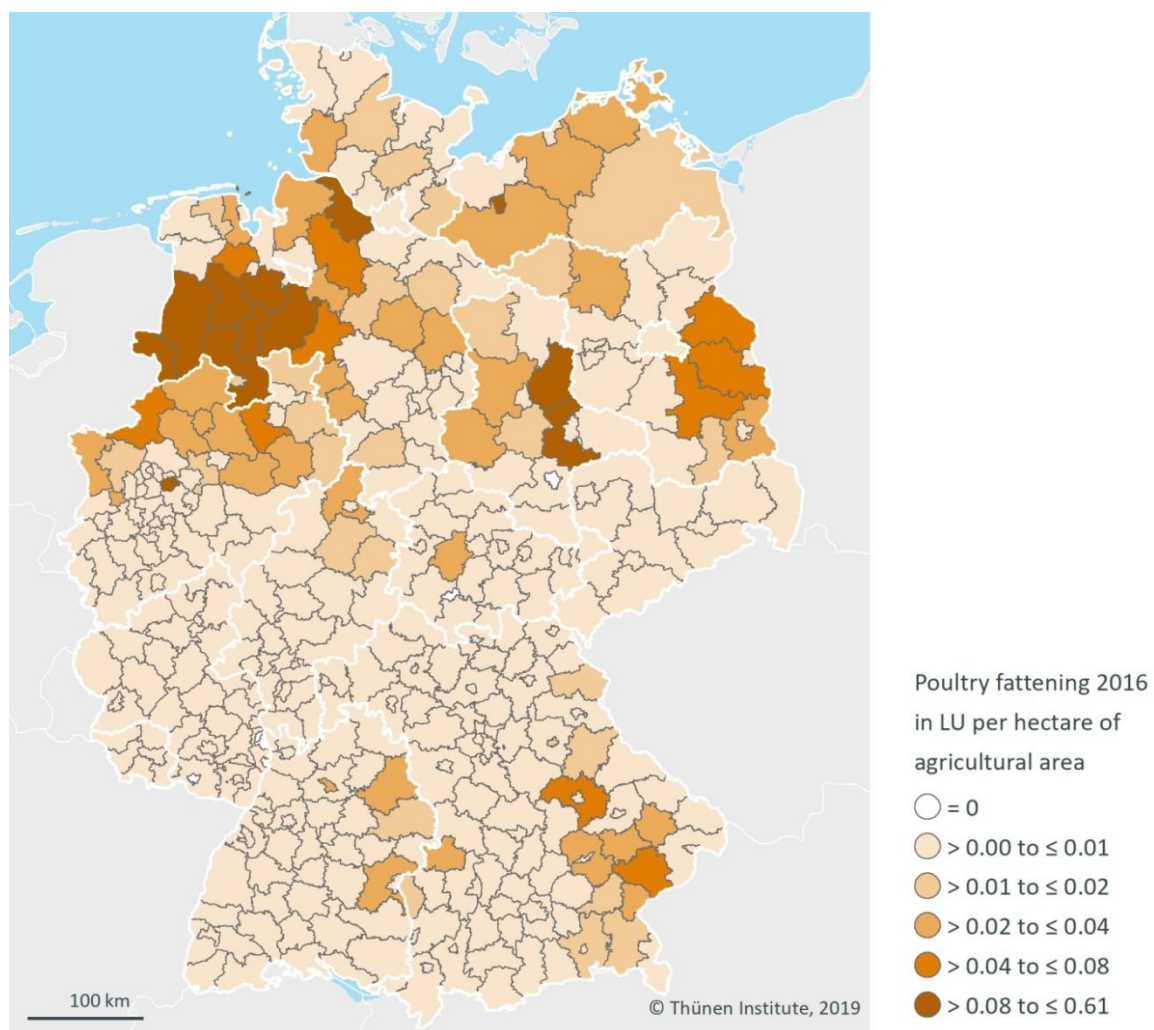 Poultry fattening 2016
in LU per hectare of
agricultural area
= 0
> 0.00 to ≤ 0.01
> 0.01 to ≤ 0.02
> 0.02 to ≤ 0.04
> 0.04 to ≤ 0.08
> 0.08 to ≤ 0.61
100 km
© Thünen Institute, 2019